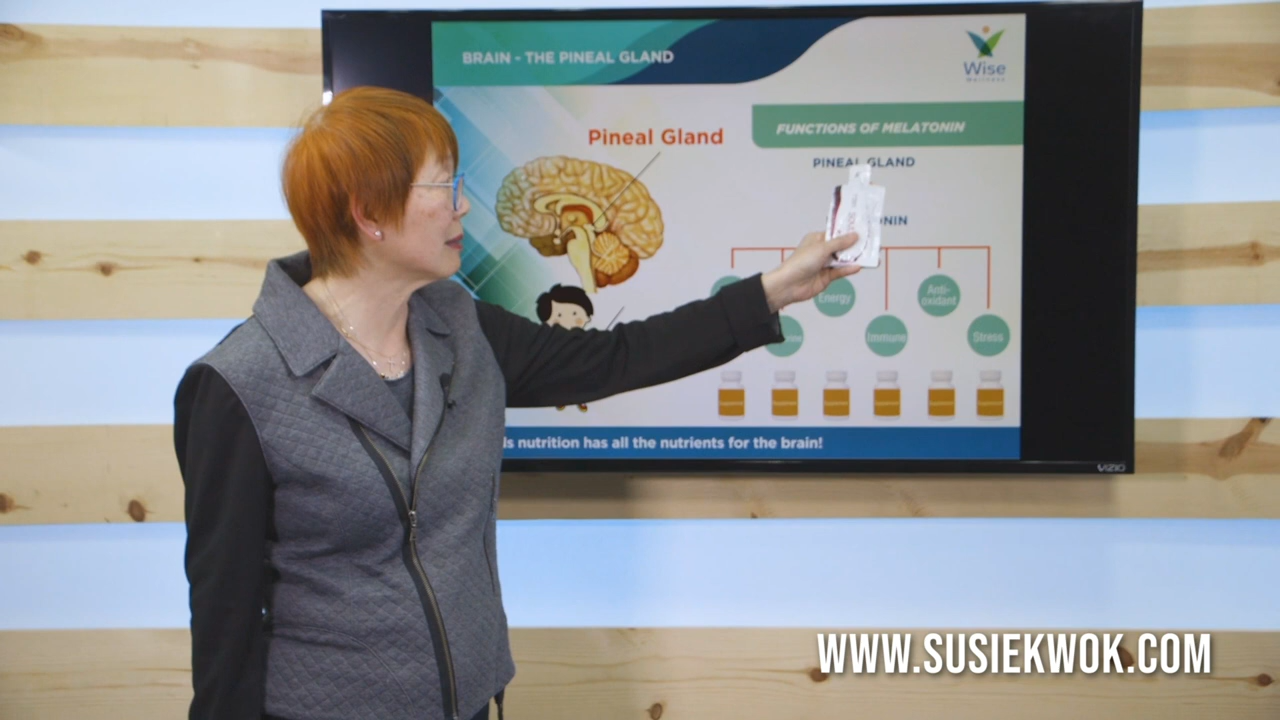 BRAIN - THE PINEAL GLAND
Wise
Wellness
FUNCTIONS OF MELATONIN
Pineal Gland
PINEAL GLAND
Energy
Anti-
oxidant
Immune
Stress
nutrition has all the nutrients for the brain!
VIZIO
WWW.SUSIEKWOK.COM